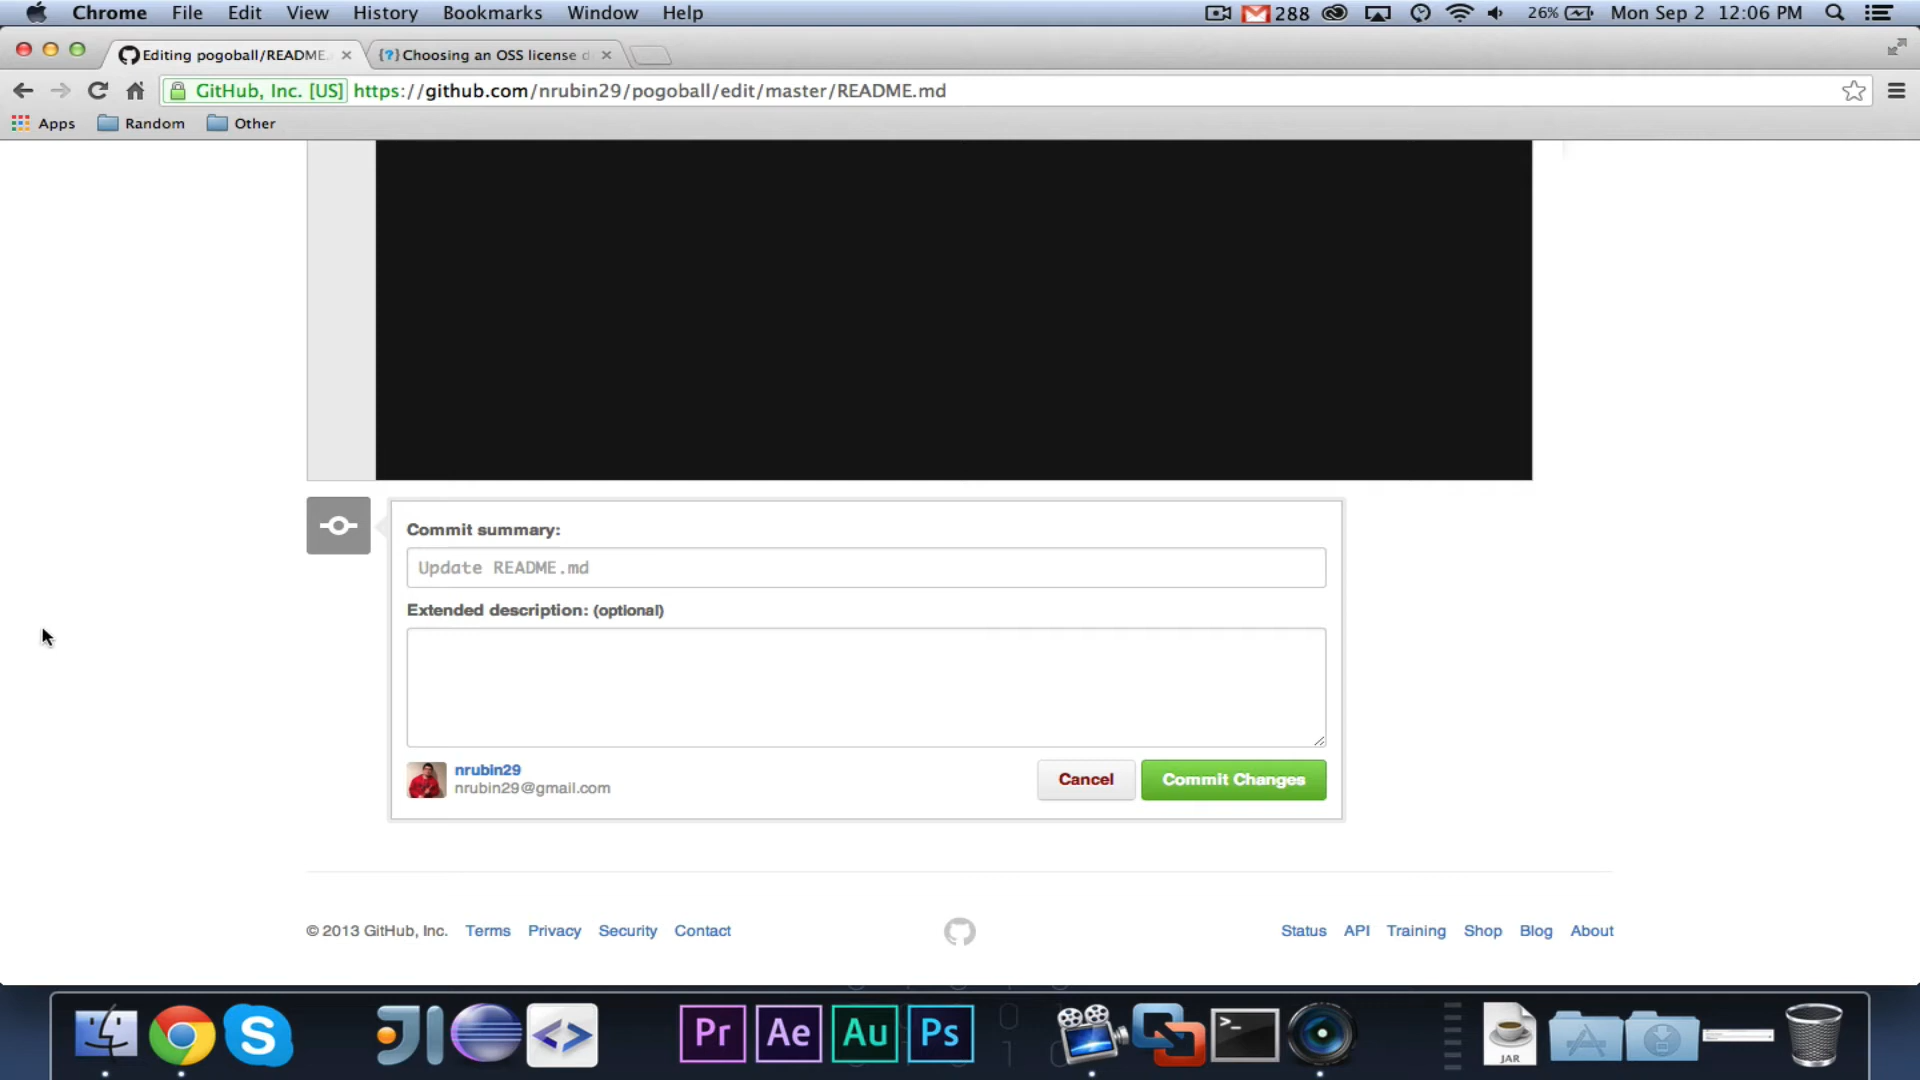 Chrome File Edit View History Bookmarks Window Help 288 26% Mon Sep 2 12:06 PM
Editing pogoball/README. {?} Choosing an OSS license d
GitHub, Inc. [US] https://github.com/nrubin29/pogoball/edit/master/README.md
Apps Random Other
Commit summary:
Update README.md
Extended description: (optional)
nrubin29
nrubin29@gmail.com
Cancel Commit Changes
© 2013 GitHub, Inc. Terms Privacy Security Contact Status API Training Shop Blog About
Pr Ae Au Ps JAR